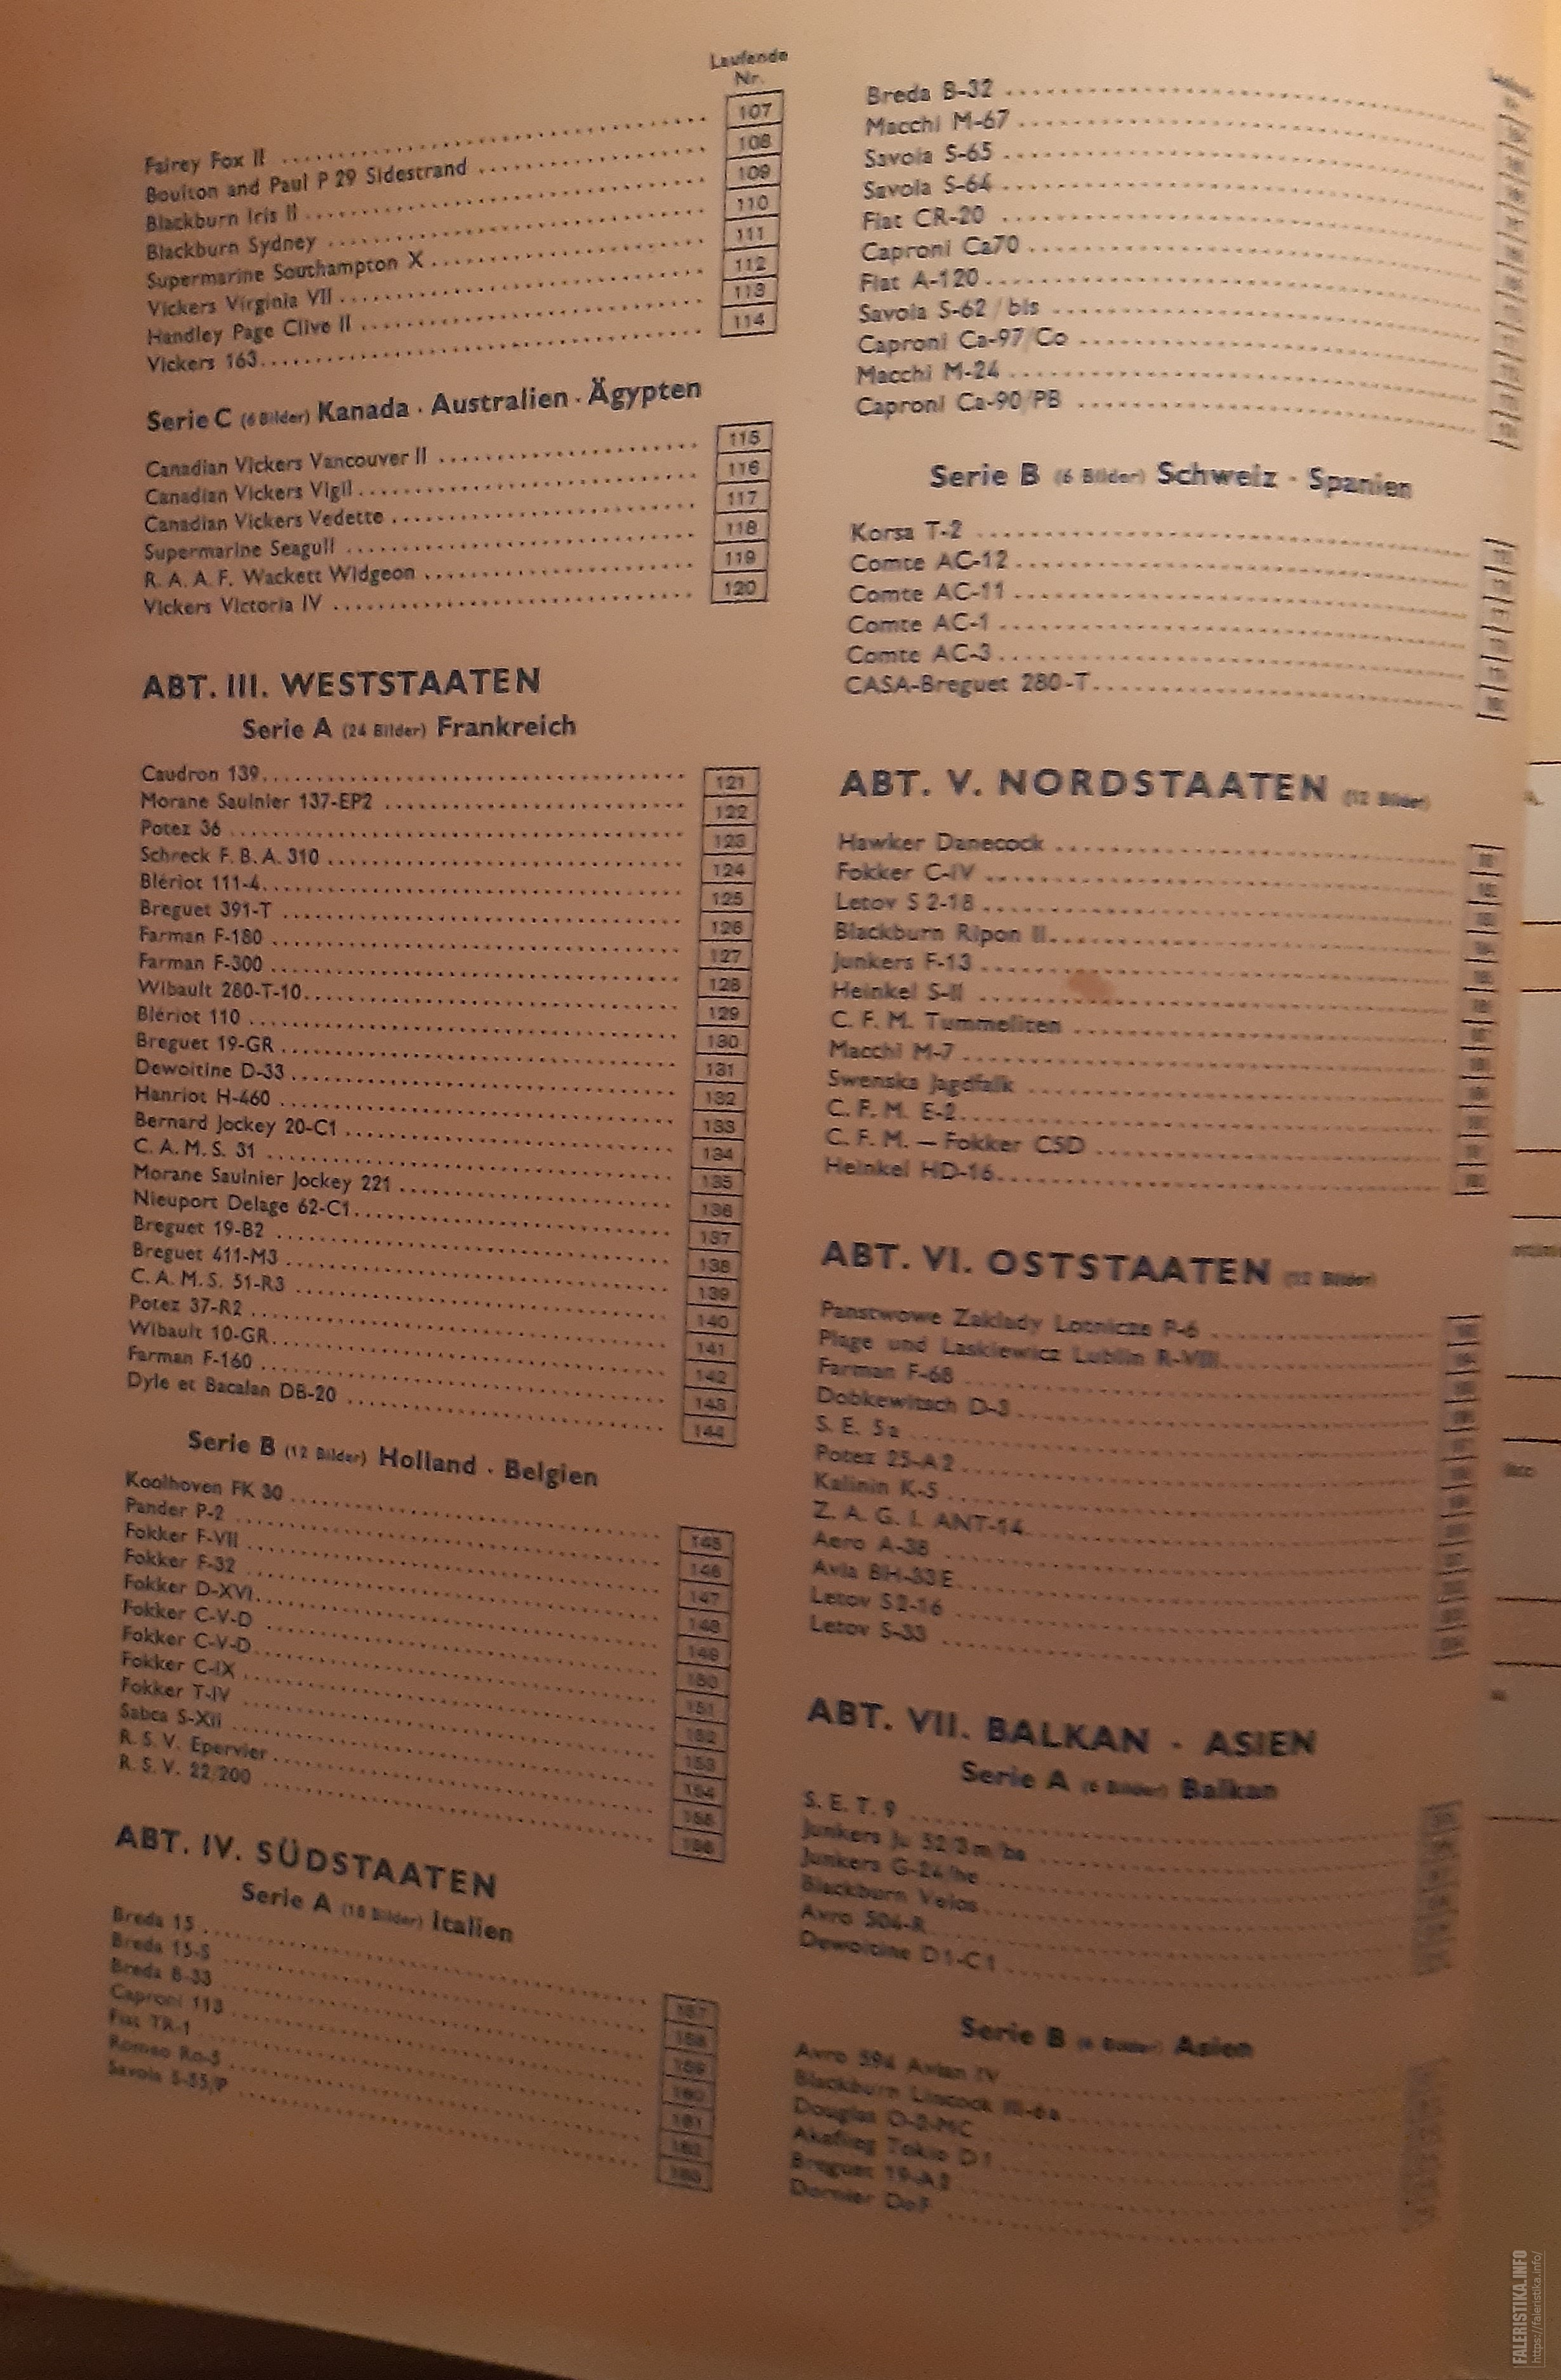 Laufende
Nr.
Fairey Fox II 107
Boulton and Paul P 29 Sidestrand 108
Blackburn Iris II 109
Blackburn Sydney 110
Supermarine Southampton X 111
Vickers Virginia VII 112
Handley Page Clive II 113
Vickers 163 114
Serie C (6 Bilder) Kanada · Australien · Ägypten
Canadian Vickers Vancouver II 115
Canadian Vickers Vigil 116
Canadian Vickers Vedette 117
Supermarine Seagull 118
R. A. A. F. Wackett Widgeon 119
Vickers Victoria IV 120
ABT. III. WESTSTAATEN
Serie A (24 Bilder) Frankreich
Caudron 139 121
Morane Saulnier 137-EP2 122
Potez 36 123
Schreck F. B. A. 310 124
Blériot 111-4 125
Breguet 391-T 126
Farman F-180 127
Farman F-300 128
Wibault 280-T-10 129
Blériot 110 130
Breguet 19-GR 131
Dewoitine D-33 132
Hanriot H-460 133
Bernard Jockey 20-C1 134
C. A. M. S. 31 135
Morane Saulnier Jockey 221 136
Nieuport Delage 62-C1 137
Breguet 19-B2 138
Breguet 411-M3 139
C. A. M. S. 51-R3 140
Potez 37-R2 141
Wibault 10-GR 142
Farman F-160 143
Dyle et Bacalan DB-20 144
Serie B (12 Bilder) Holland · Belgien
Koolhoven FK 30 145
Pander P-2 146
Fokker F-VII 147
Fokker F-32 148
Fokker D-XVI 149
Fokker C-V-D 150
Fokker C-V-D 151
Fokker C-IX 152
Fokker T-IV 153
Sabca S-XII 154
R. S. V. Epervier 155
R. S. V. 22/200 156
ABT. IV. SÜDSTAATEN
Serie A (18 Bilder) Italien
Breda 15 157
Breda 15-S 158
Breda B-33 159
Caproni 113 160
Fiat TR-1 161
Romeo Ro-5 162
Savoia S-55/P 163
Breda B-32
Macchi M-67
Savoia S-65
Savoia S-64
Fiat CR-20
Caproni Ca70
Fiat A-120
Savoia S-62 / bis
Caproni Ca-97/Co
Macchi M-24
Caproni Ca-90/PB
Serie B (6 Bilder) Schweiz · Spanien
Korsa T-2
Comte AC-12
Comte AC-11
Comte AC-1
Comte AC-3
CASA-Breguet 280-T
ABT. V. NORDSTAATEN (12 Bilder)
Hawker Danecock
Fokker C-IV
Letov S 2-18
Blackburn Ripon II
Junkers F-13
Heinkel S-II
C. F. M. Tummeliten
Macchi M-7
Swenska Jagdfalk
C. F. M. E-2
C. F. M. — Fokker C5D
Heinkel HD-16
ABT. VI. OSTSTAATEN (12 Bilder)
Panstwowe Zaklady Lotnicze P-6
Plage und Laskiewicz Lublin R-VIII
Farman F-68
Dobkewitsch D-3
S. E. 5a
Potez 25-A2
Kalinin K-5
Z. A. G. I. ANT-14
Aero A-38
Avia BH-33E
Letov S2-16
Letov S-33
ABT. VII. BALKAN - ASIEN
Serie A (6 Bilder) Balkan
S. E. T. 9
Junkers Ju 52/3m/ba
Junkers G-24/he
Blackburn Velos
Avro 504-R
Dewoitine D1-C1
Serie B (6 Bilder) Asien
Avro 594 Avian IV
Blackburn Lincock
Douglas O-2-MC
Akaflieg Tokio D1
Breguet 19-A2
Dornier DoF
FALERISTIKA.INFO
https://faleristika.info/